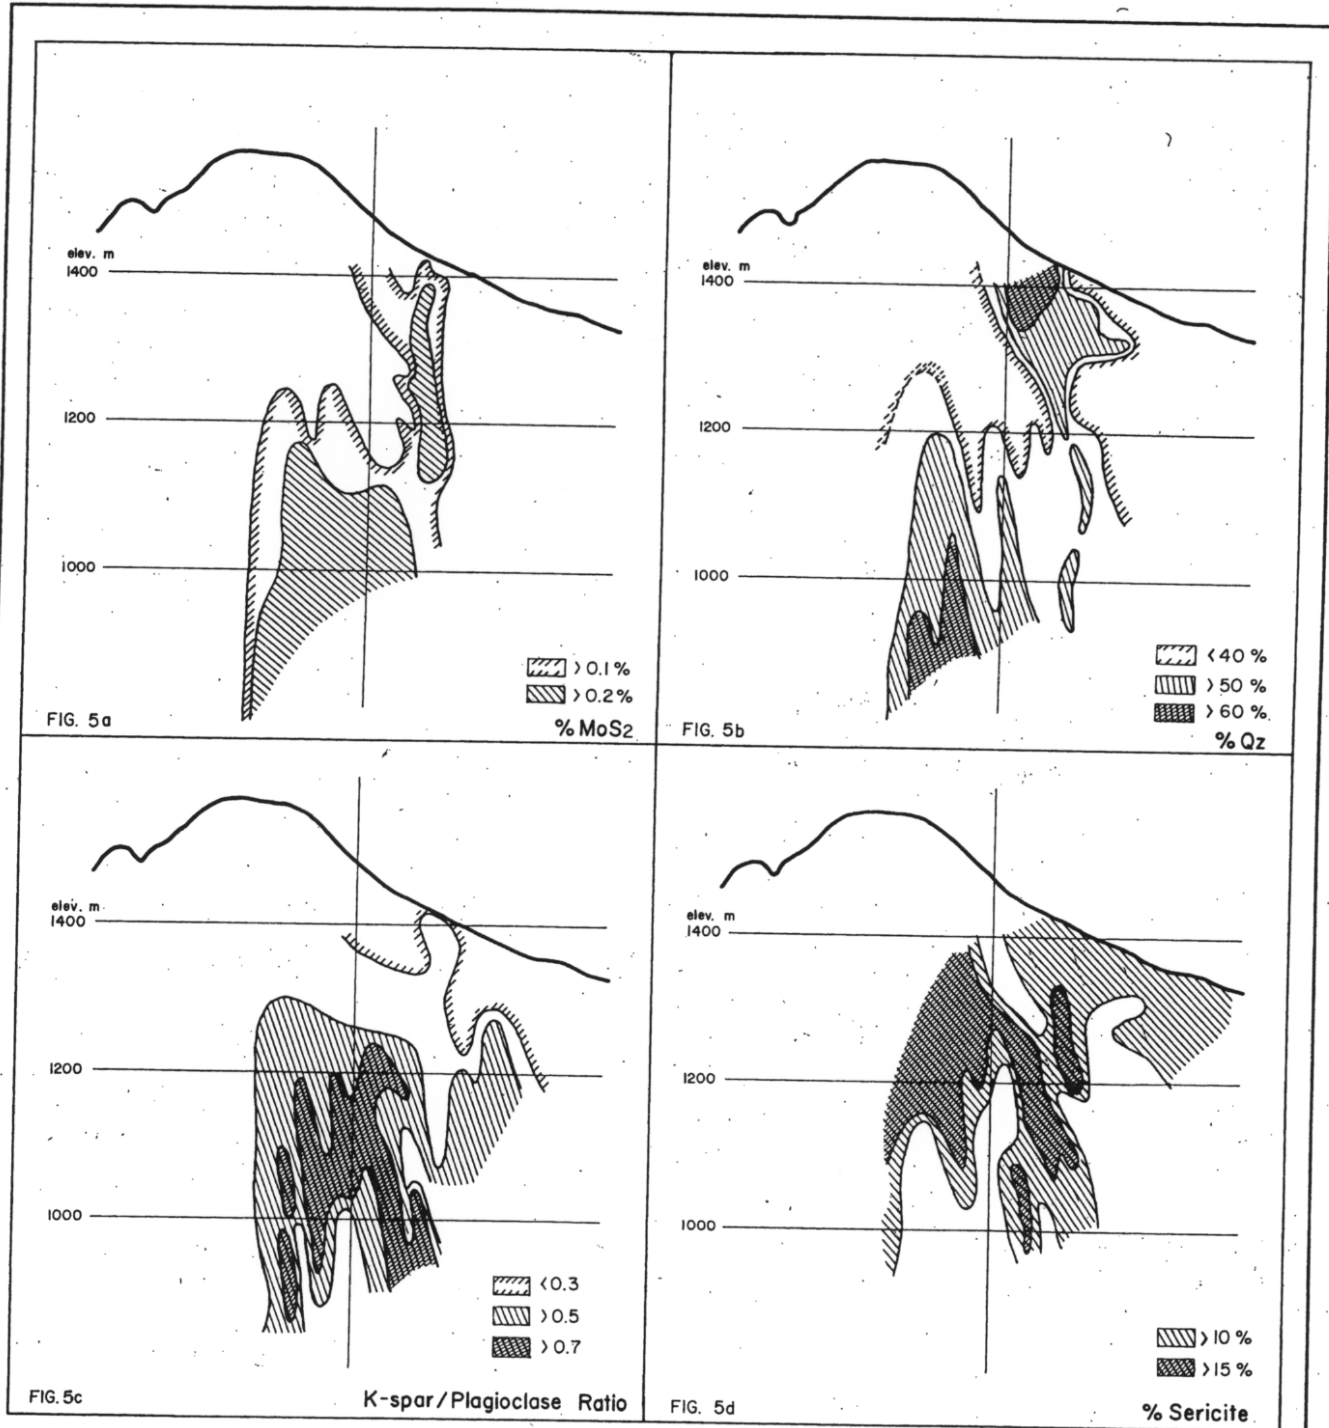 elev. m
1400
1200
1000
〉0.1%
〉0.2%
FIG. 5a
% MoS2
elev. m
1400
1200
1000
〈40 %
〉50 %
〉60 %
FIG. 5b
% Qz
elev. m
1400
1200
1000
〈0.3
〉0.5
〉0.7
FIG. 5c
K-spar/Plagioclase Ratio
elev. m
1400
1200
1000
〉10 %
〉15 %
FIG. 5d
% Sericite